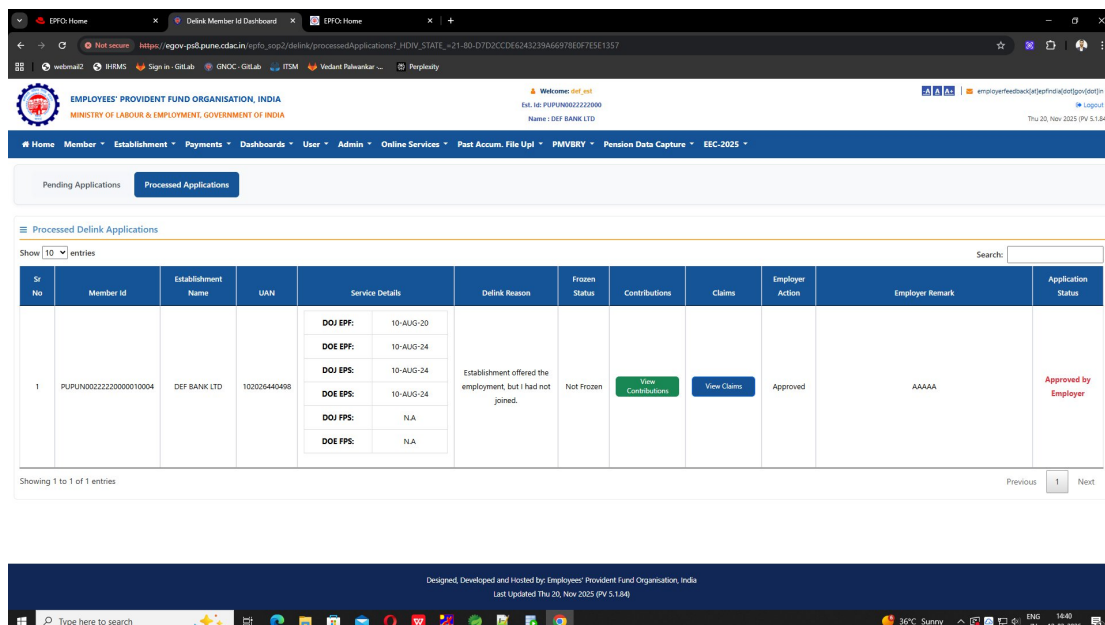 EPFO: Home
Delink Member Id Dashboard
EPFO: Home
Not secure https://egov-ps8.pune.cdac.in/epfo_sop2/delink/processedApplications?_HDIV_STATE_=21-80-D7D2CCDE6243239A66978E0F7E5E1357
webmail2 IHRMS Sign in - GitLab GNOC - GitLab ITSM Vedant Palwankar -... Perplexity
EMPLOYEES' PROVIDENT FUND ORGANISATION, INDIA
MINISTRY OF LABOUR & EMPLOYMENT, GOVERNMENT OF INDIA
Welcome: def_est
Est. Id: PUPUN0022222000
Name : DEF BANK LTD
-A A A+ employerfeedback[at]epfindia[dot]gov[dot]in
Logout
Thu 20, Nov 2025 (PV 5.1.84
Home Member Establishment Payments Dashboards User Admin Online Services Past Accum. File Upl PMVBRY Pension Data Capture EEC-2025
Pending Applications Processed Applications
Processed Delink Applications
Show 10 entries
Search:
Sr No Member Id Establishment Name UAN Service Details Delink Reason Frozen Status Contributions Claims Employer Action Employer Remark Application Status
1 PUPUN00222220000010004 DEF BANK LTD 102026440498
DOJ EPF: 10-AUG-20
DOE EPF: 10-AUG-24
DOJ EPS: 10-AUG-24
DOE EPS: 10-AUG-24
DOJ FPS: N.A
DOE FPS: N.A
Establishment offered the
employment, but I had not
joined.
Not Frozen
View
Contributions
View Claims
Approved
AAAAA
Approved by
Employer
Showing 1 to 1 of 1 entries
Previous 1 Next
Designed, Developed and Hosted by: Employees' Provident Fund Organisation, India
Last Updated Thu 20, Nov 2025 (PV 5.1.84)
Type here to search
36°C Sunny
ENG 14:40